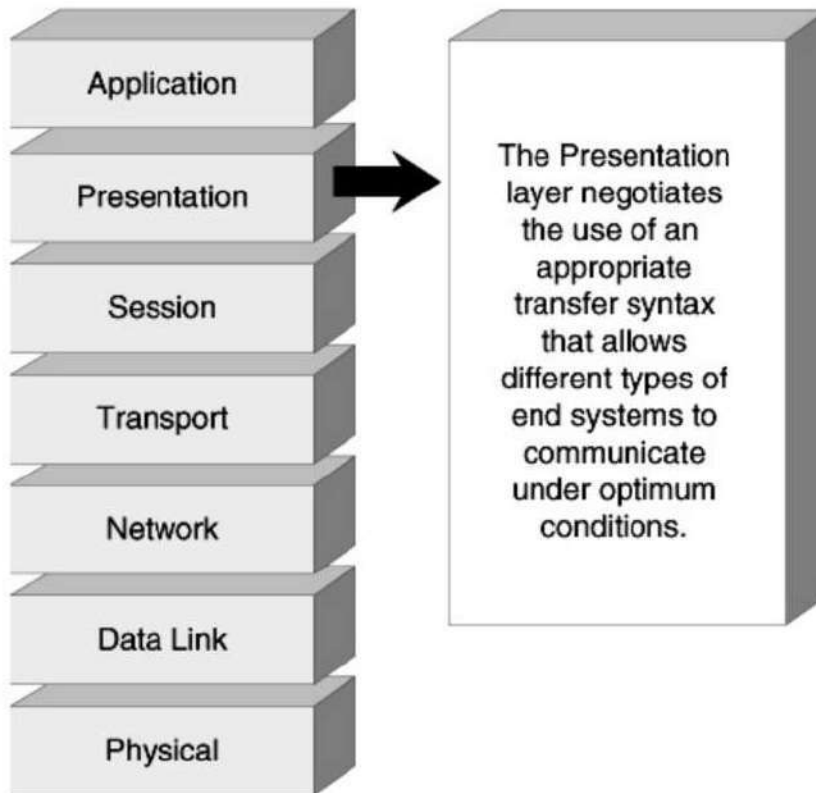 Application
Presentation
Session
Transport
Network
Data Link
Physical
The Presentation
layer negotiates
the use of an
appropriate
transfer syntax
that allows
different types of
end systems to
communicate
under optimum
conditions.